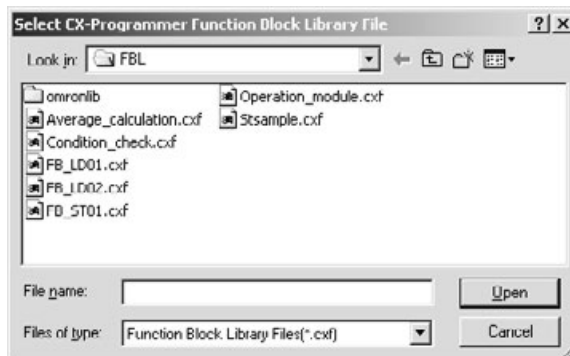 Select CX-Programmer Function Block Library File
Look in: FBL
omronlib
Average_calculation.cxf
Condition_check.cxf
FB_LD01.cxf
FB_LD02.cxf
FB_ST01.cxf
Operation_module.cxf
Stsample.cxf
File name:
Open
Files of type: Function Block Library Files(*.cxf)
Cancel